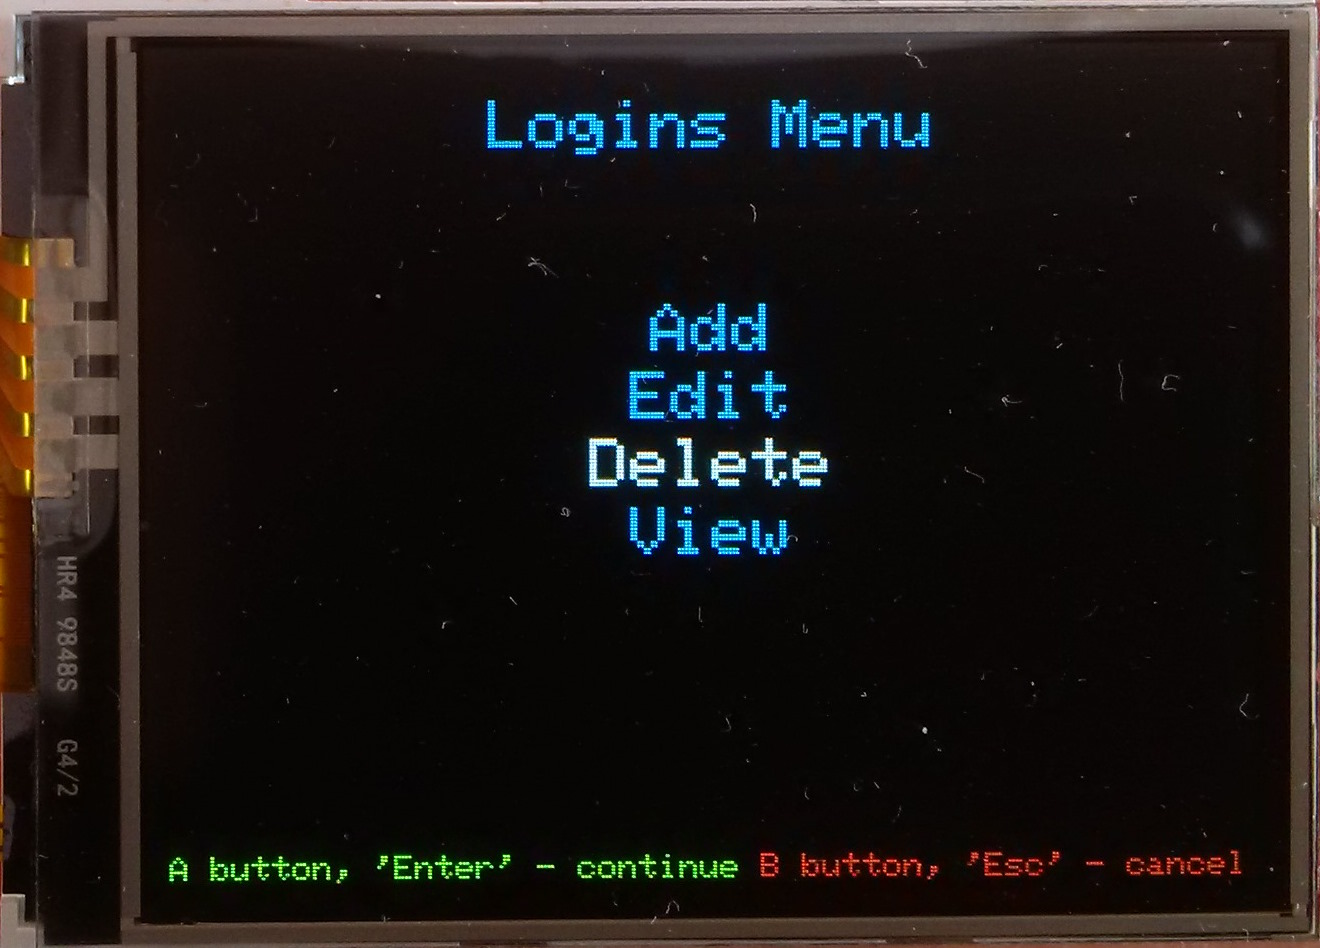 Logins Menu
Add
Edit
Delete
View
A button, 'Enter' - continue B button, 'Esc' - cancel
HR4 9848S G4/2